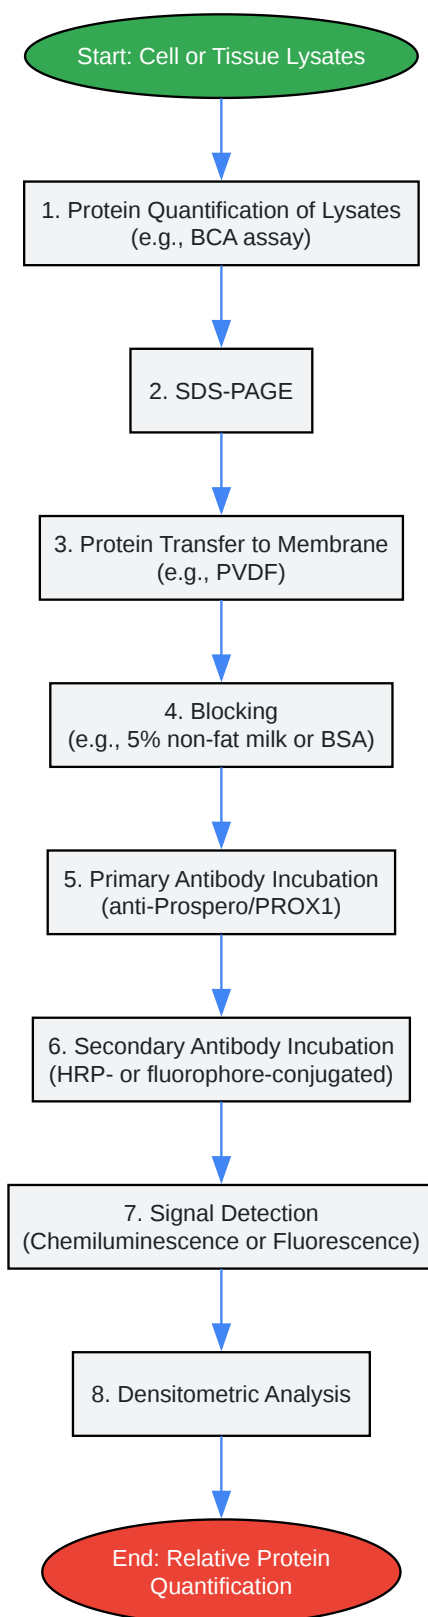 Start: Cell or Tissue Lysates
1. Protein Quantification of Lysates
(e.g., BCA assay)
2. SDS-PAGE
3. Protein Transfer to Membrane
(e.g., PVDF)
4. Blocking
(e.g., 5% non-fat milk or BSA)
5. Primary Antibody Incubation
(anti-Prospero/PROX1)
6. Secondary Antibody Incubation
(HRP- or fluorophore-conjugated)
7. Signal Detection
(Chemiluminescence or Fluorescence)
8. Densitometric Analysis
End: Relative Protein
Quantification